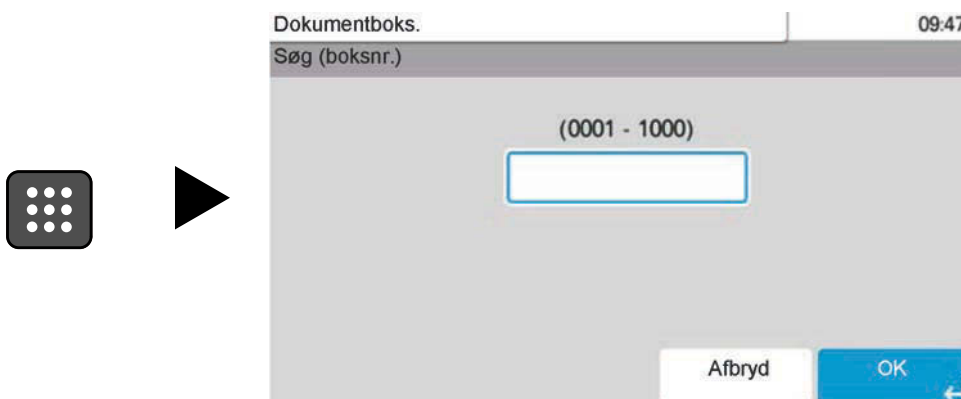 Dokumentboks.
09:47
Søg (boksnr.)
(0001 - 1000)
Afbryd
OK